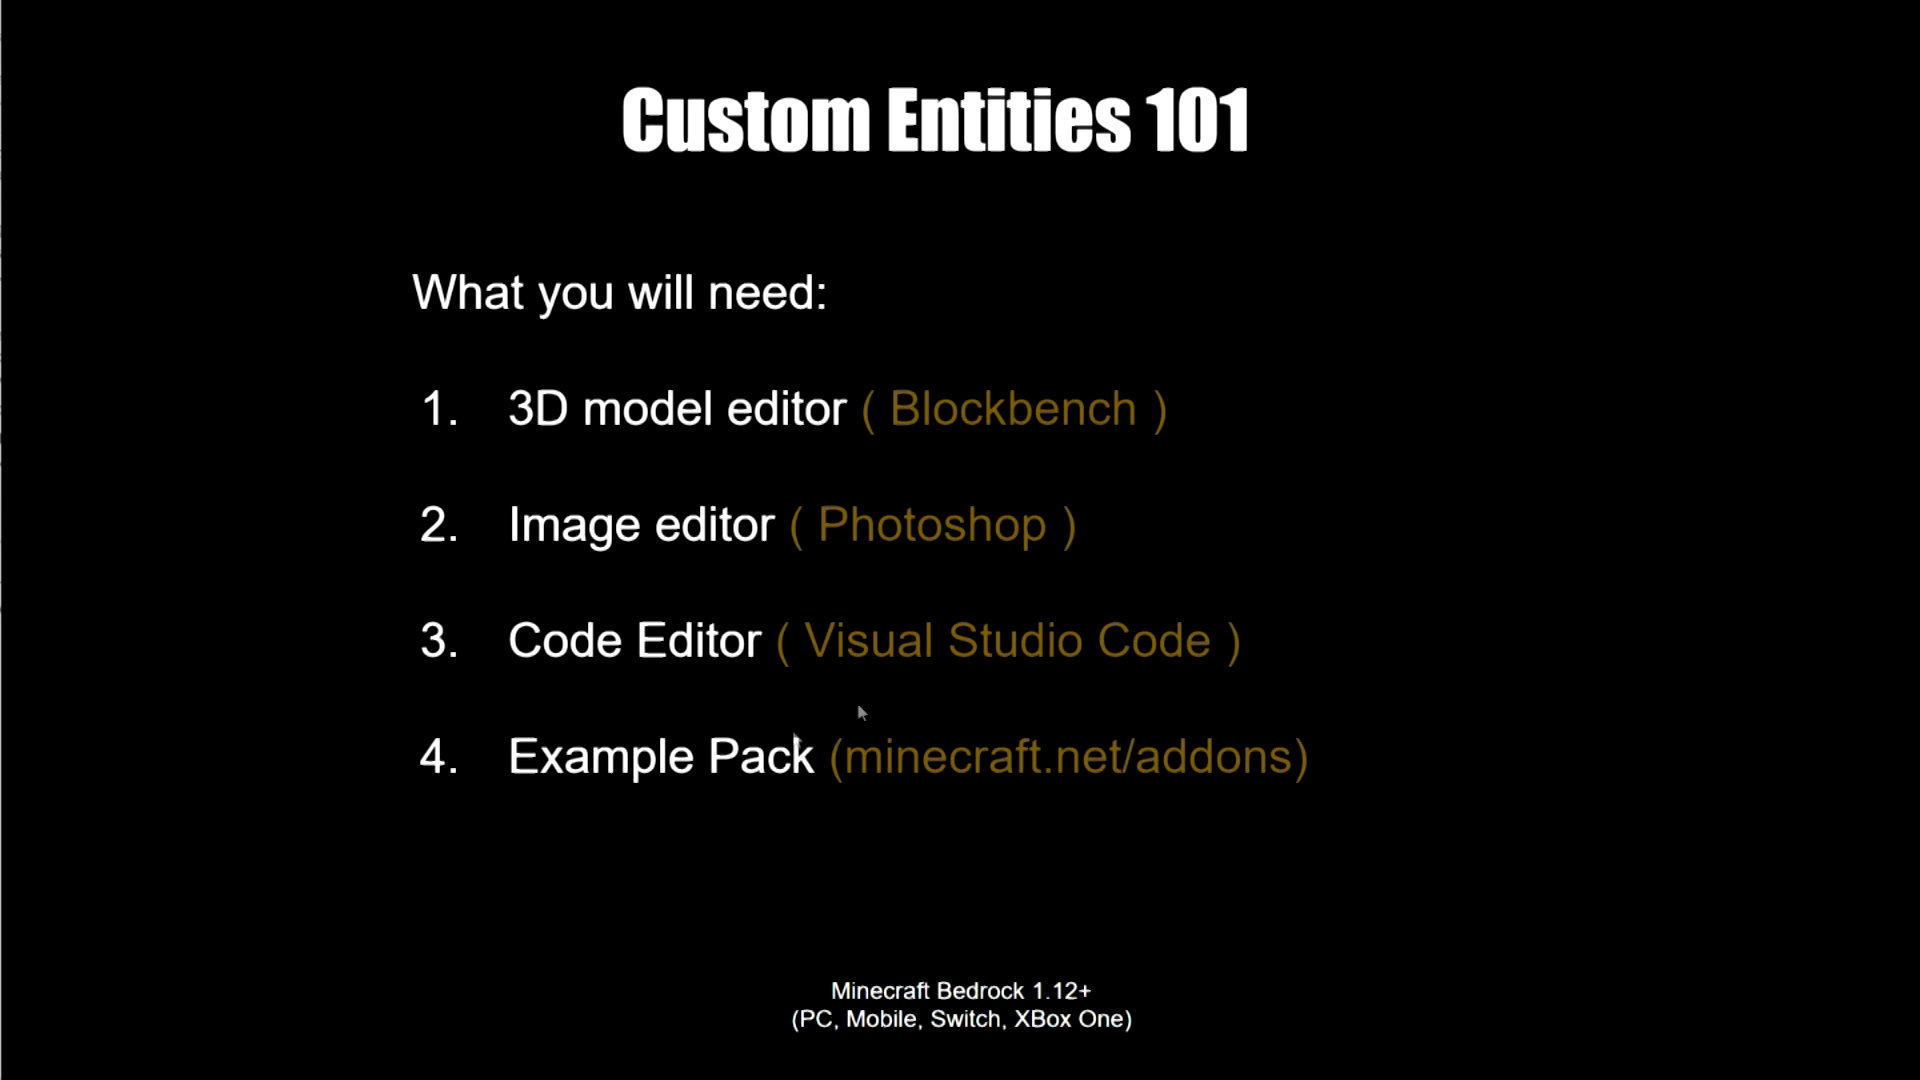 Custom Entities 101
What you will need:
1. 3D model editor ( Blockbench )
2. Image editor ( Photoshop )
3. Code Editor ( Visual Studio Code )
4. Example Pack (minecraft.net/addons)
Minecraft Bedrock 1.12+
(PC, Mobile, Switch, XBox One)